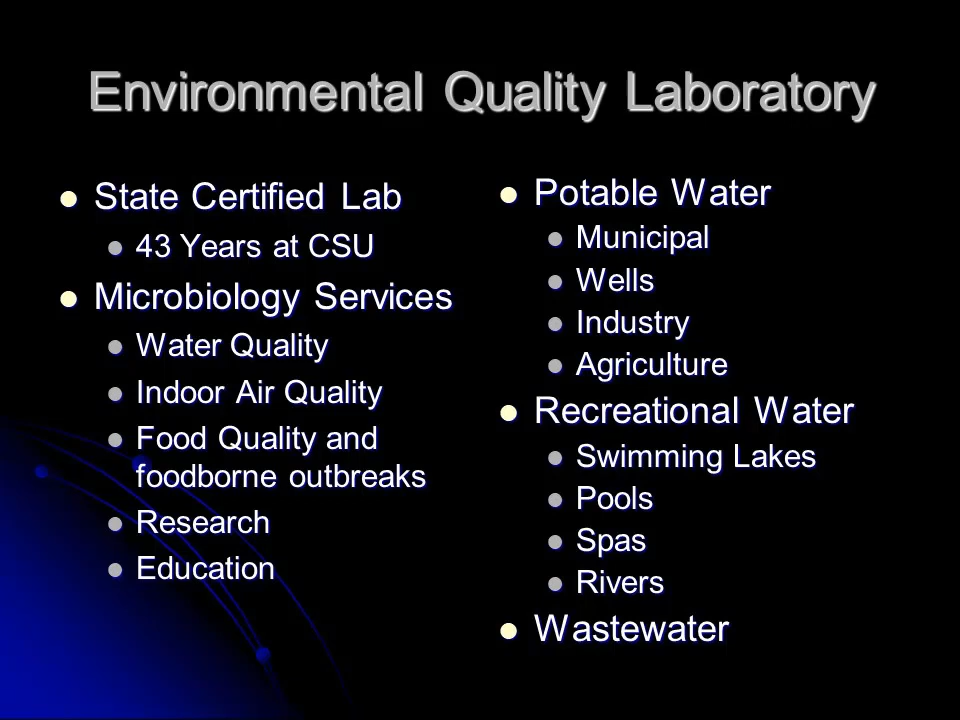 Environmental Quality Laboratory
State Certified Lab
43 Years at CSU
Microbiology Services
Water Quality
Indoor Air Quality
Food Quality and
foodborne outbreaks
Research
Education
Potable Water
Municipal
Wells
Industry
Agriculture
Recreational Water
Swimming Lakes
Pools
Spas
Rivers
Wastewater